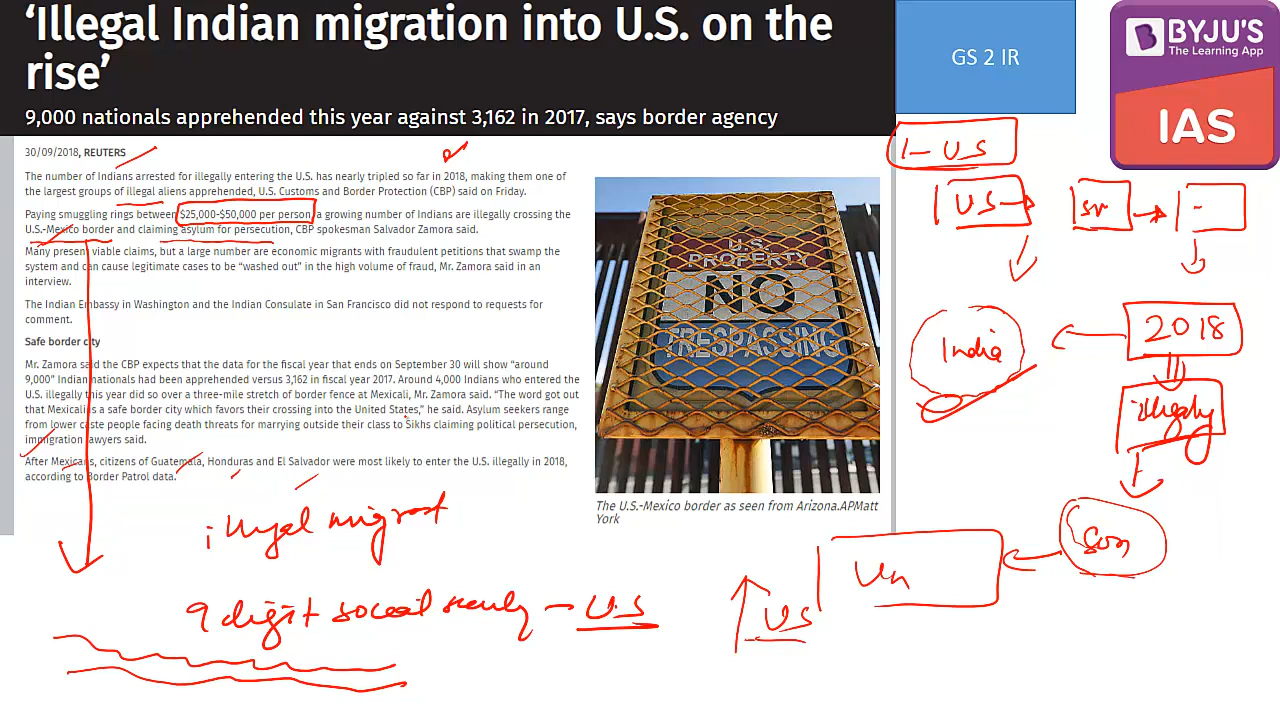 ‘Illegal Indian migration into U.S. on the
rise’
9,000 nationals apprehended this year against 3,162 in 2017, says border agency
GS 2 IR
BYJU'S
The Learning App
IAS
30/09/2018, REUTERS
The number of Indians arrested for illegally entering the U.S. has nearly tripled so far in 2018, making them one
of the largest groups of illegal aliens apprehended, U.S. Customs and Border Protection (CBP) said on Friday.
Paying smuggling rings between $25,000-$50,000 per person, a growing number of Indians are illegally crossing the
U.S.-Mexico border and claiming asylum for persecution, CBP spokesman Salvador Zamora said.
Many present viable claims, but a large number are economic migrants with fraudulent petitions that swamp the
system and can cause legitimate cases to be “washed out” in the high volume of fraud, Mr. Zamora said in an
interview.
The Indian Embassy in Washington and the Indian Consulate in San Francisco did not respond to requests for
comment.
Safe border city
Mr. Zamora said the CBP expects that the data for the fiscal year that ends on September 30 will show “around
9,000” Indian nationals had been apprehended versus 3,162 in fiscal year 2017. Around 4,000 Indians who entered the
U.S. illegally this year did so over a three-mile stretch of border fence at Mexicali, Mr. Zamora said. “The word got out
that Mexicali is a safe border city which favors their crossing into the United States,” he said. Asylum seekers range
from lower caste people facing death threats for marrying outside their class to Sikhs claiming political persecution,
immigration lawyers said.
After Mexicans, citizens of Guatemala, Honduras and El Salvador were most likely to enter the U.S. illegally in 2018,
according to Border Patrol data.
U.S.
PROPERTY
NO
TRESPASSING
The U.S.-Mexico border as seen from Arizona.APMatt
York
US
US
2018
India
illegaly
9 digit social - U.S
US